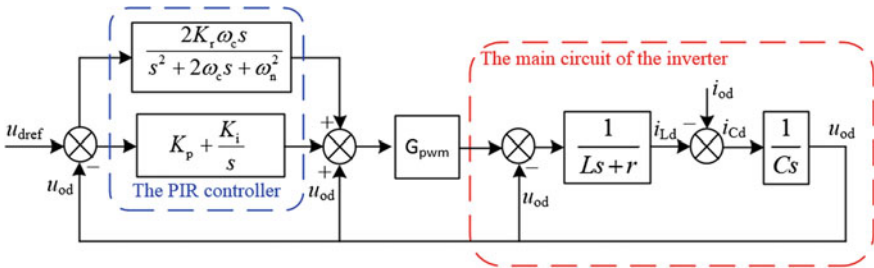 2K_r ω_c s
s² + 2ω_c s + ω_n²
The main circuit of the inverter
u_dref
−
K_p + K_i
s
+
+
u_od
The PIR controller
u_od
G_pwm
−
u_od
1
Ls + r
i_Ld
−
i_od
i_Cd
1
Cs
u_od